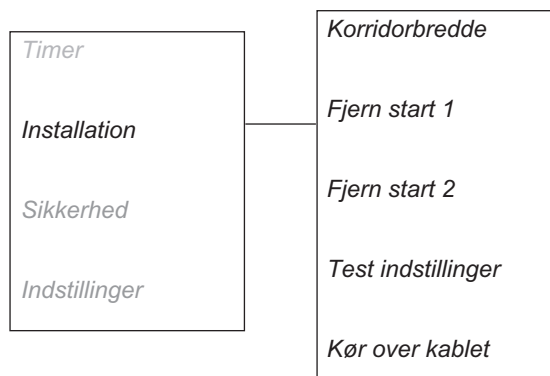 Timer
Installation
Sikkerhed
Indstillinger
Korridorbredde
Fjern start 1
Fjern start 2
Test indstillinger
Kør over kablet